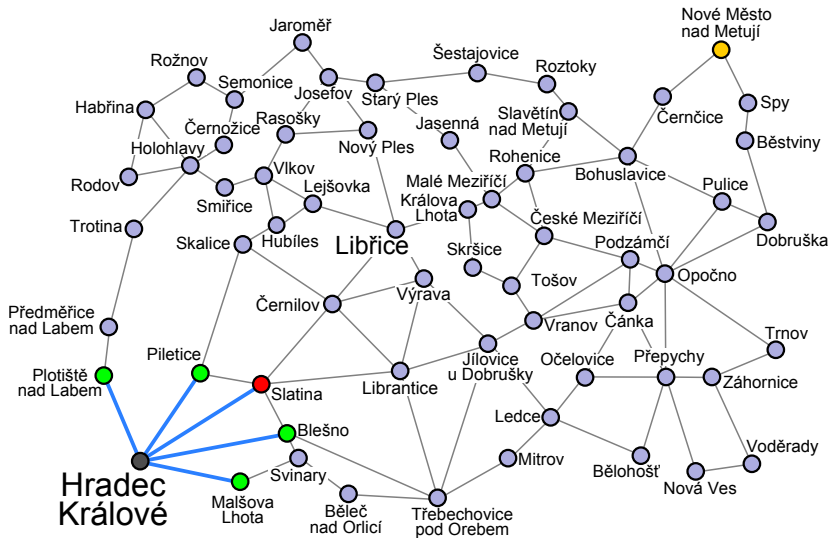 Nové Město
nad Metují
Jaroměř
Šestajovice
Rožnov
Semonice
Josefov
Starý Ples
Roztoky
Habřina
Černčice
Spy
Rasošky
Slavětín
nad Metují
Černožice
Jasenná
Nový Ples
Běstviny
Holohlavy
Rohenice
Bohuslavice
Rodov
Vlkov
Lejšovka
Malé Meziříčí
Pulice
Smiřice
Králova
Lhota
Trotina
České Meziříčí
Dobruška
Skalice
Hubíles
Libřice
Podzámčí
Skršice
Opočno
Tošov
Výrava
Černilov
Předměřice
nad Labem
Vranov
Čánka
Trnov
Piletice
Plotiště
nad Labem
Slatina
Librantice
Jílovice
u Dobrušky
Očelovice
Přepychy
Záhornice
Blešno
Ledce
Voděrady
Hradec
Králové
Svinary
Mitrov
Bělohošť
Nová Ves
Malšova
Lhota
Běleč
nad Orlicí
Třebechovice
pod Orebem